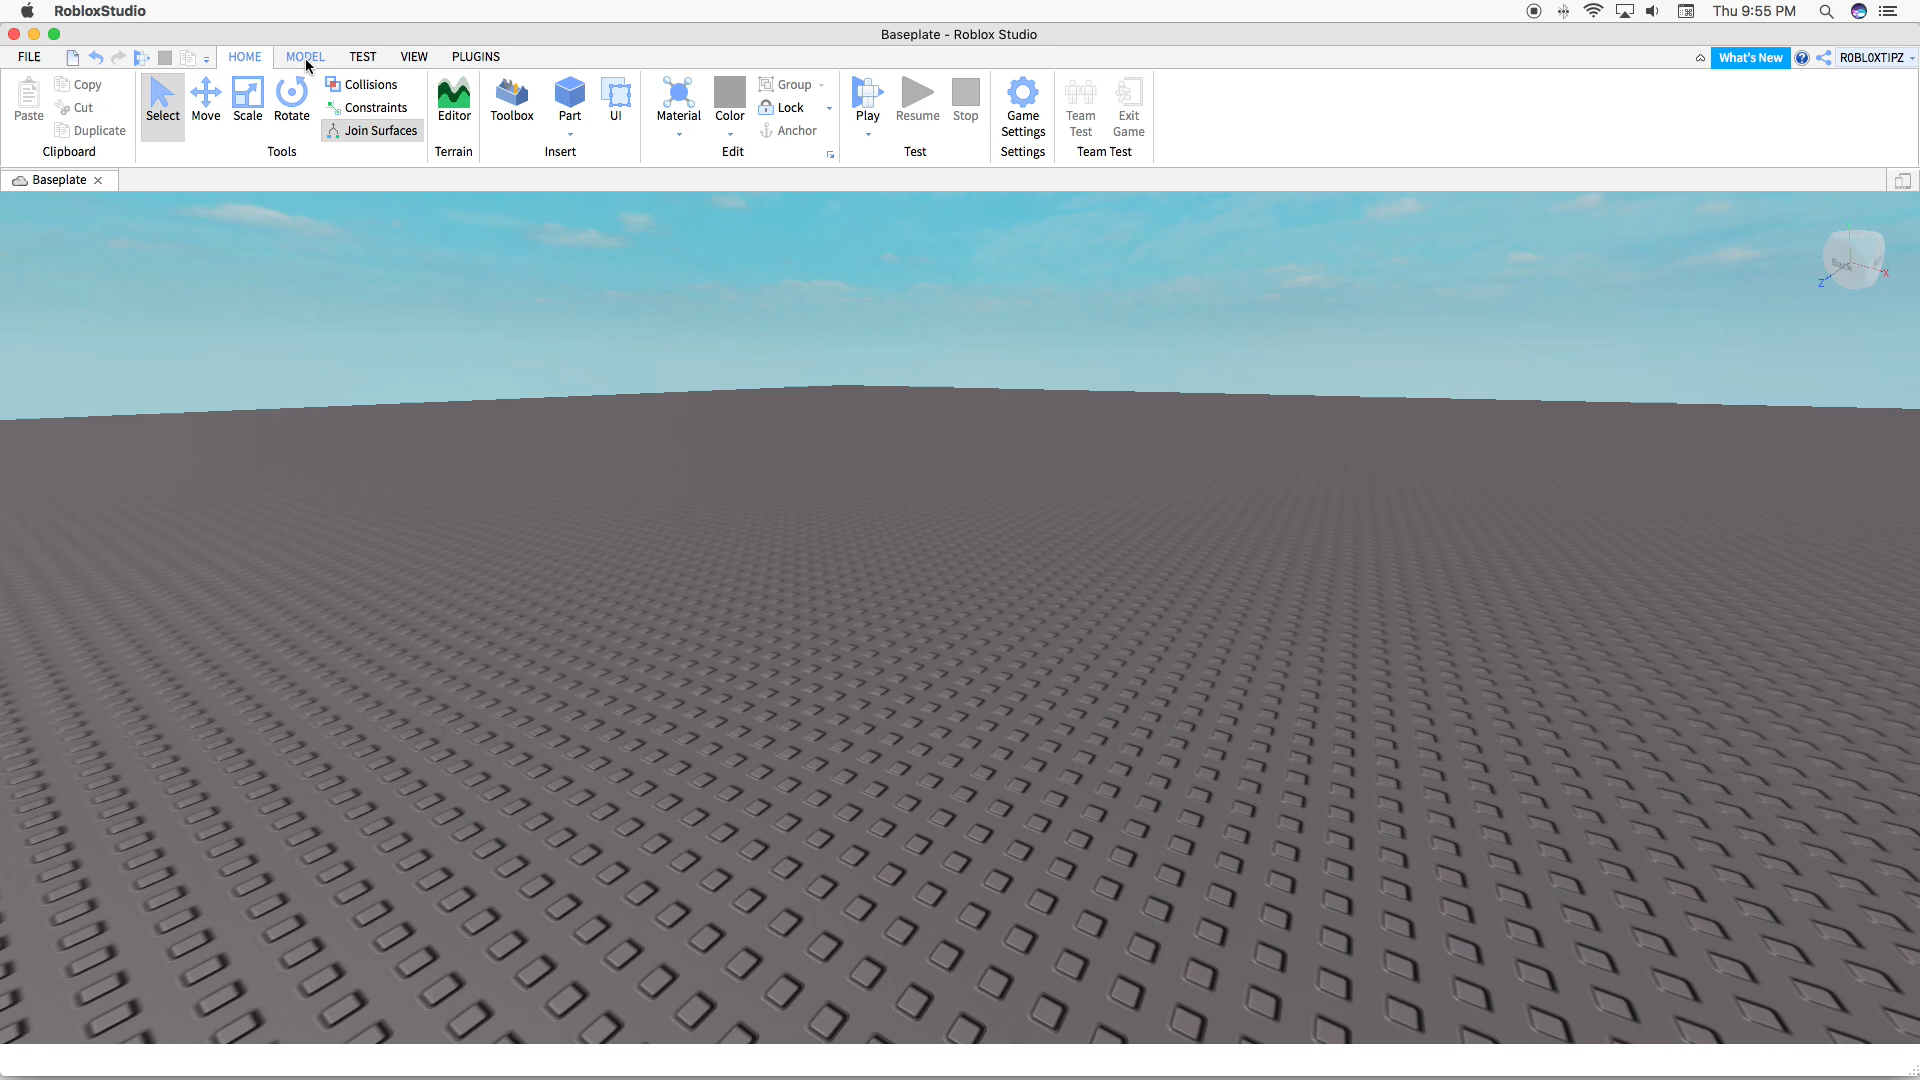 RobloxStudio
Thu 9:55 PM
Baseplate - Roblox Studio
FILE HOME MODEL TEST VIEW PLUGINS
What's New
R0BL0XTIPZ
Paste
Copy
Cut
Duplicate
Clipboard
Select
Move
Scale
Rotate
Collisions
Constraints
Join Surfaces
Tools
Editor
Terrain
Toolbox
Part
UI
Insert
Material
Color
Group
Lock
Anchor
Edit
Play
Resume
Stop
Test
Game
Settings
Settings
Team
Test
Exit
Game
Team Test
Baseplate
Back
Z
X